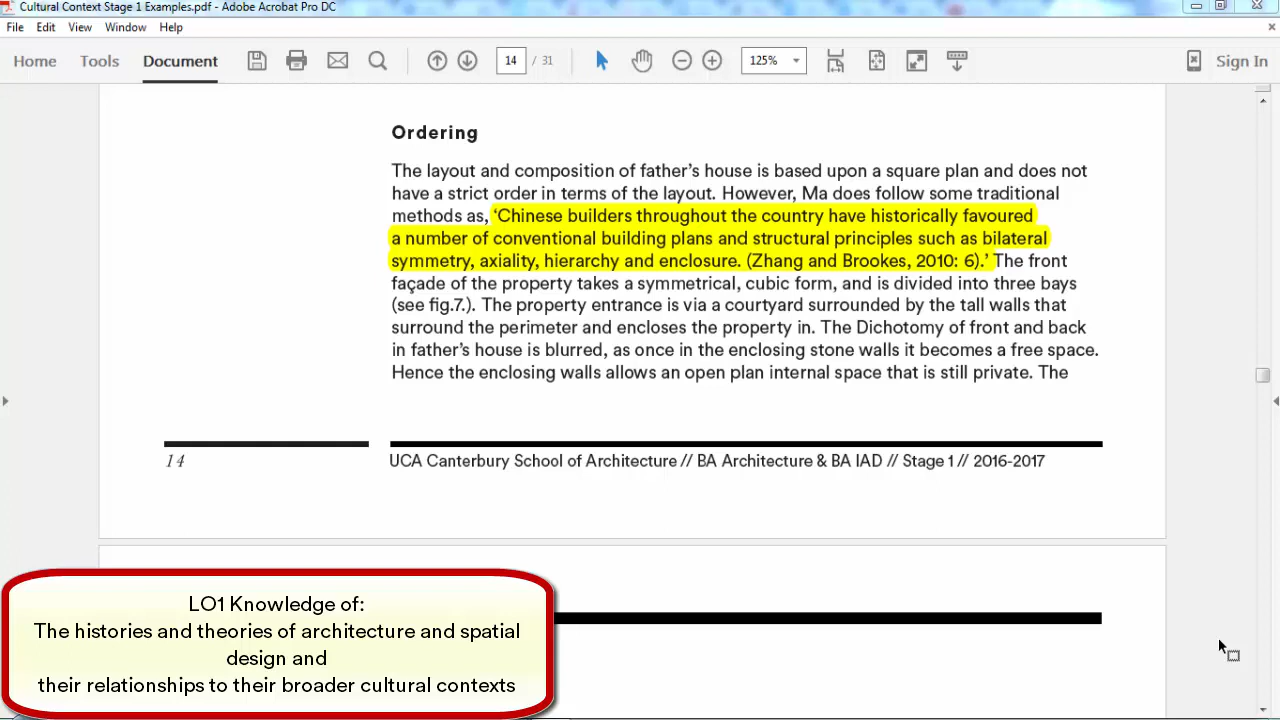 Cultural Context Stage 1 Examples.pdf - Adobe Acrobat Pro DC
File Edit View Window Help
Home Tools Document 14 / 31 125% Sign In
Ordering
The layout and composition of father’s house is based upon a square plan and does not
have a strict order in terms of the layout. However, Ma does follow some traditional
methods as, ‘Chinese builders throughout the country have historically favoured
a number of conventional building plans and structural principles such as bilateral
symmetry, axiality, hierarchy and enclosure. (Zhang and Brookes, 2010: 6).’ The front
façade of the property takes a symmetrical, cubic form, and is divided into three bays
(see fig.7.). The property entrance is via a courtyard surrounded by the tall walls that
surround the perimeter and encloses the property in. The Dichotomy of front and back
in father’s house is blurred, as once in the enclosing stone walls it becomes a free space.
Hence the enclosing walls allows an open plan internal space that is still private. The
14 UCA Canterbury School of Architecture // BA Architecture & BA IAD // Stage 1 // 2016-2017
LO1 Knowledge of:
The histories and theories of architecture and spatial
design and
their relationships to their broader cultural contexts